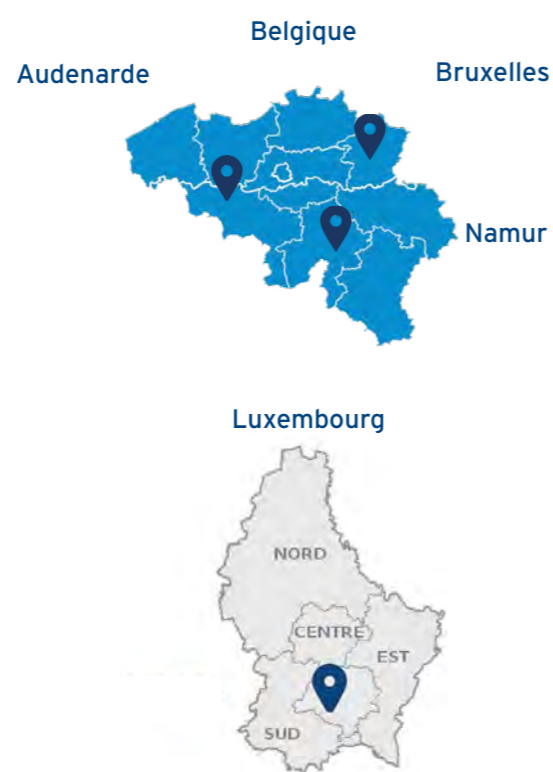 Belgique
Audenarde
Bruxelles
Namur
Luxembourg
NORD
CENTRE
EST
SUD